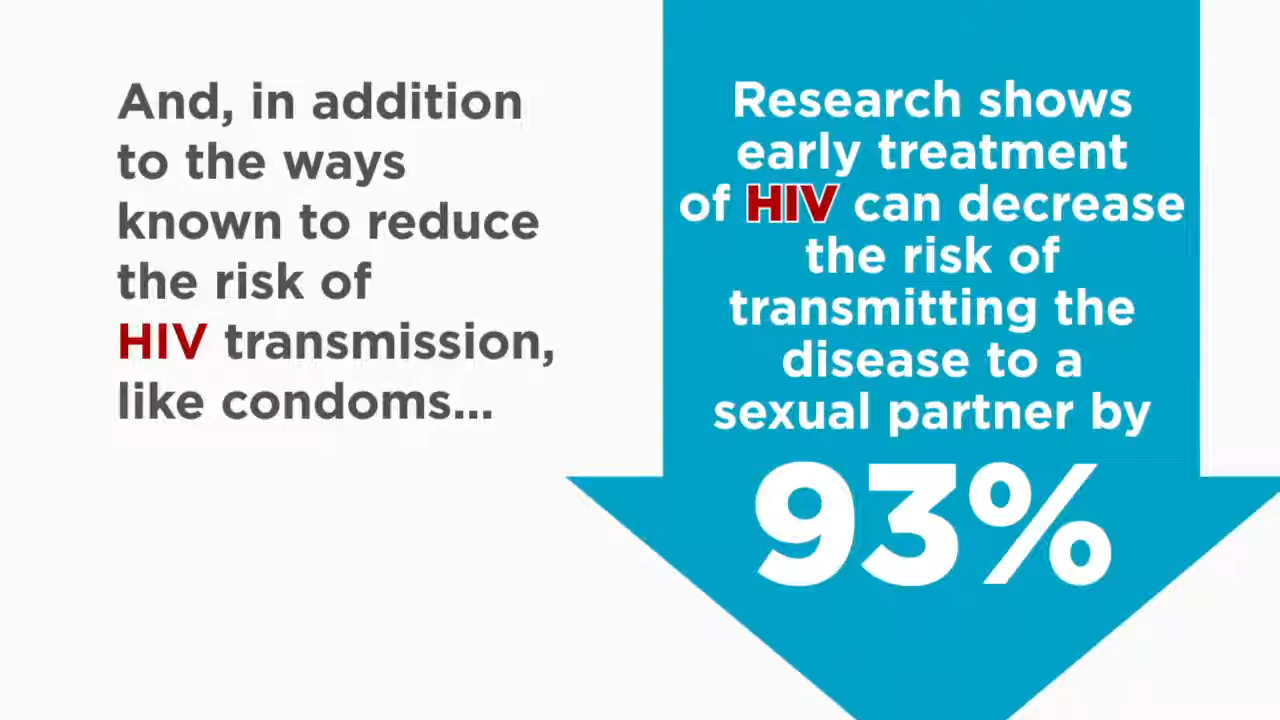 And, in addition
to the ways
known to reduce
the risk of
HIV transmission,
like condoms...
Research shows
early treatment
of HIV can decrease
the risk of
transmitting the
disease to a
sexual partner by
93%